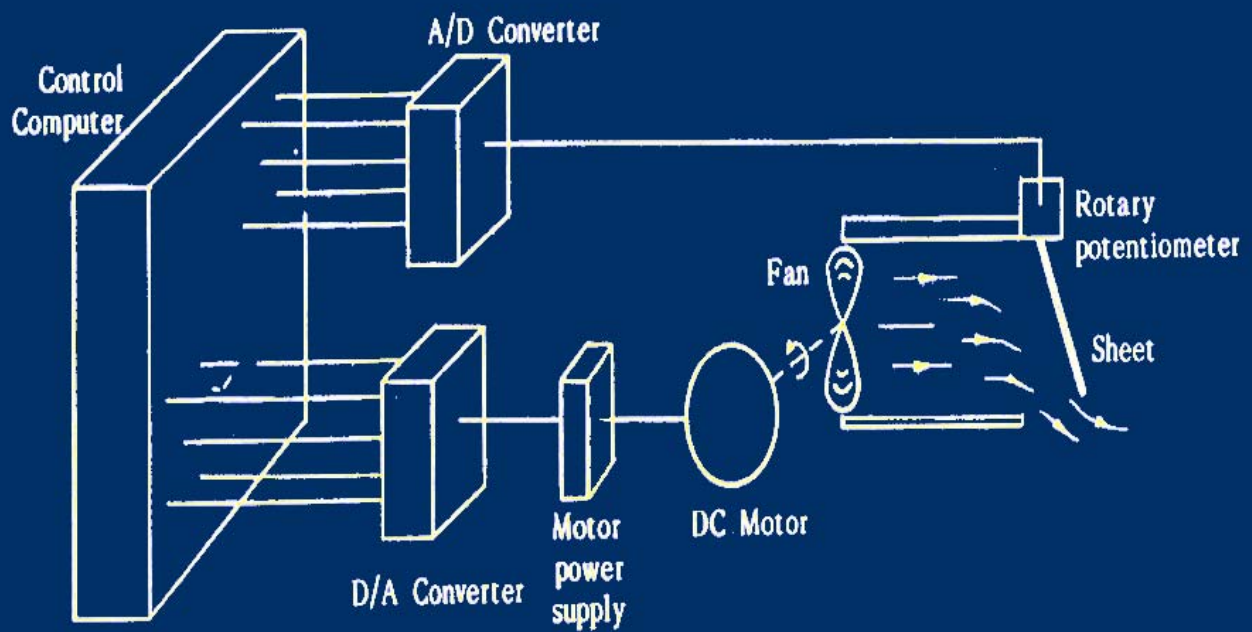 A/D Converter
Control
Computer
Rotary
potentiometer
Fan
Sheet
DC Motor
Motor
power
supply
D/A Converter